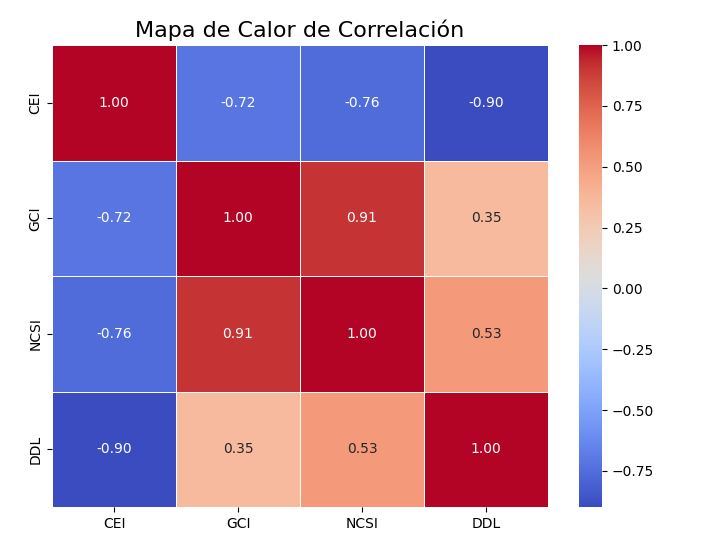 Mapa de Calor de Correlación
CEI 1.00 -0.72 -0.76 -0.90
GCI -0.72 1.00 0.91 0.35
NCSI -0.76 0.91 1.00 0.53
DDL -0.90 0.35 0.53 1.00
CEI GCI NCSI DDL
1.00
0.75
0.50
0.25
0.00
−0.25
−0.50
−0.75